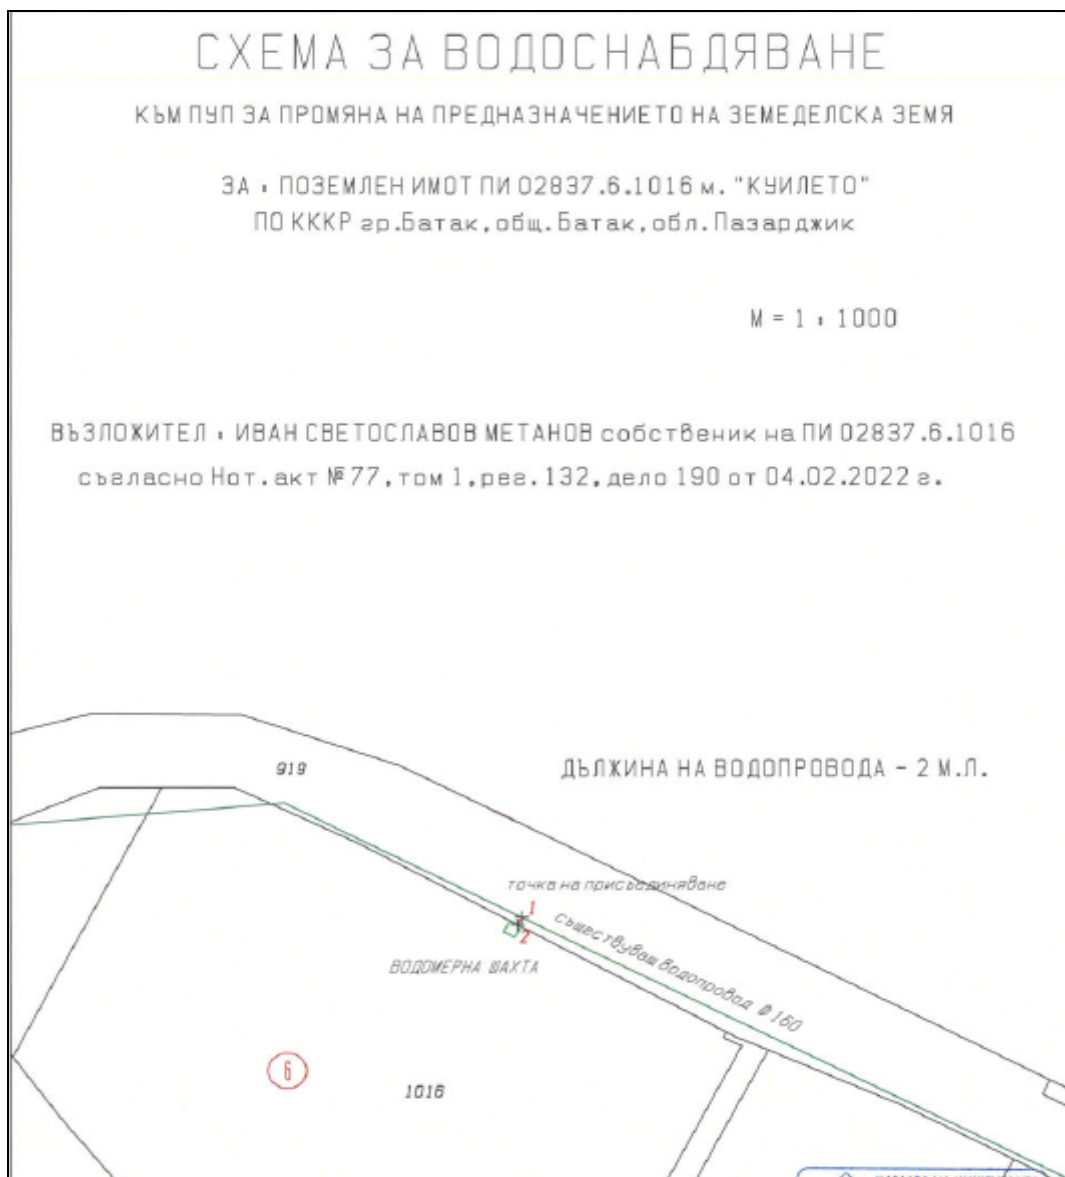 СХЕМА ЗА ВОДОСНАБДЯВАНЕ
КЪМ ПУП ЗА ПРОМЯНА НА ПРЕДНАЗНАЧЕНИЕТО НА ЗЕМЕДЕЛСКА ЗЕМЯ
ЗА : ПОЗЕМЛЕН ИМОТ ПИ 02837.6.1016 м. "КУИЛЕТО"
ПО КККР гр.Батак, общ. Батак, обл. Пазарджик
М = 1 : 1000
ВЪЗЛОЖИТЕЛ : ИВАН СВЕТОСЛАВОВ МЕТАНОВ собственик на ПИ 02837.6.1016
съгласно Нот. акт №77, том 1, рег. 132, дело 190 от 04.02.2022 г.
919
ДЪЛЖИНА НА ВОДОПРОВОДА - 2 М.Л.
точка на присъединяване
1
2
съществуващ водопровод Ф 160
ВОДОМЕРНА ШАХТА
6
1016